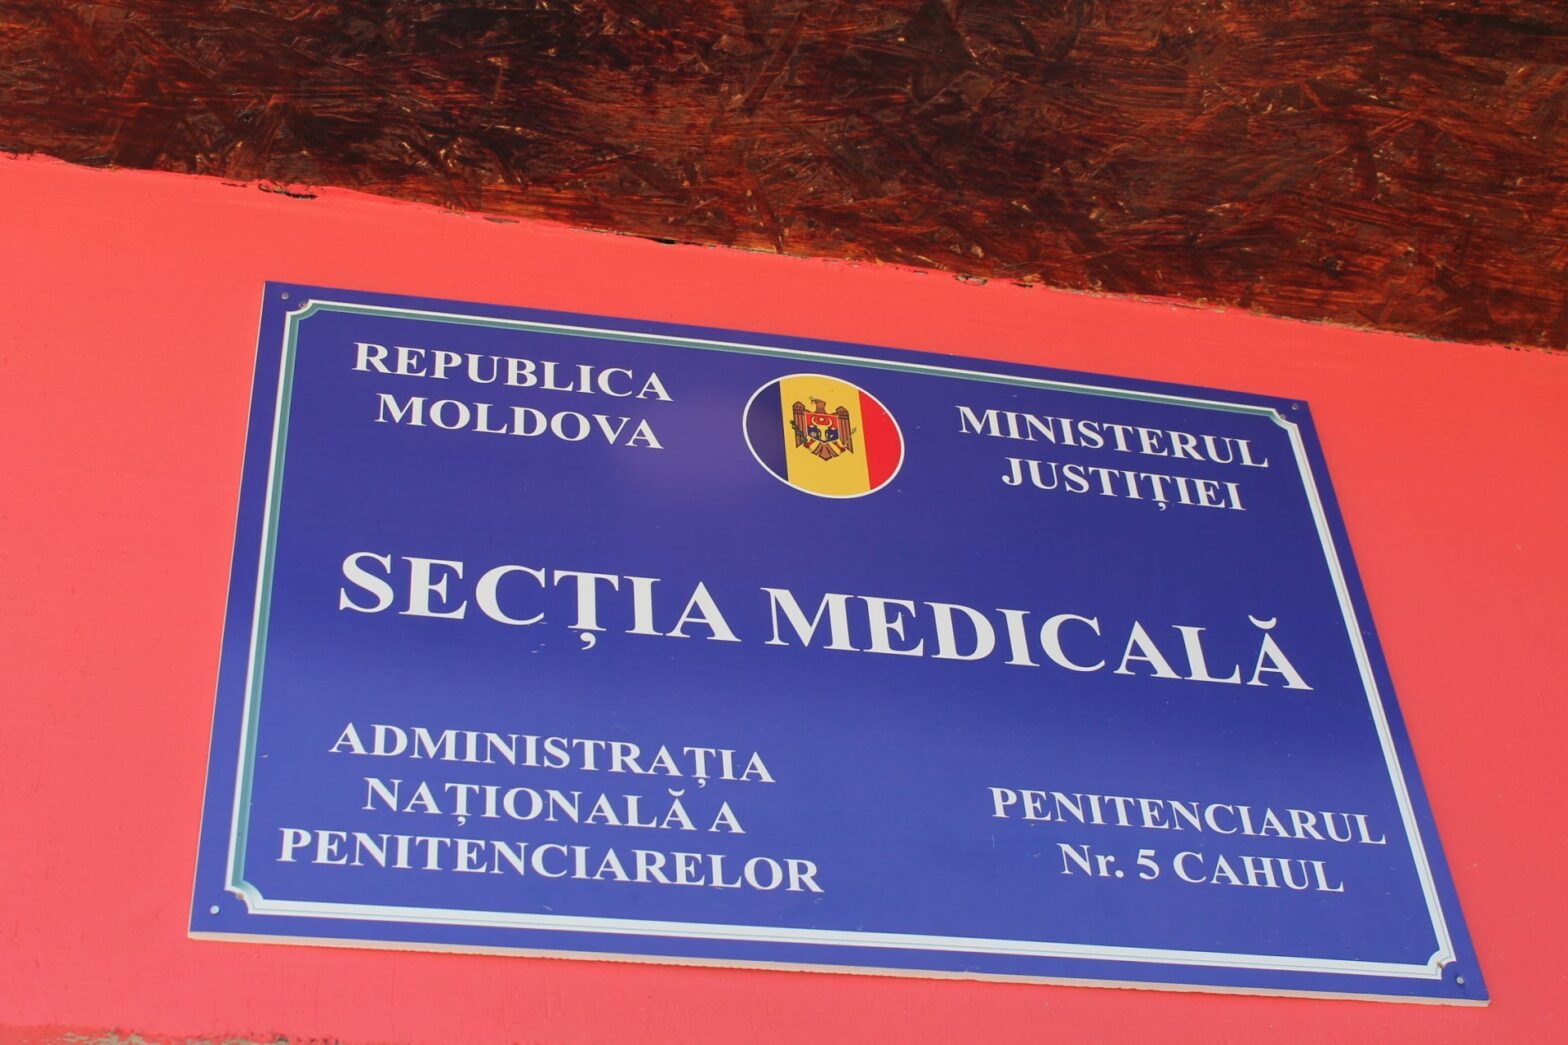 REPUBLICA
MOLDOVA
MINISTERUL
JUSTIȚIEI
SECȚIA MEDICALĂ
ADMINISTRAȚIA
NAȚIONALĂ A
PENITENCIARELOR
PENITENCIARUL
Nr. 5 CAHUL